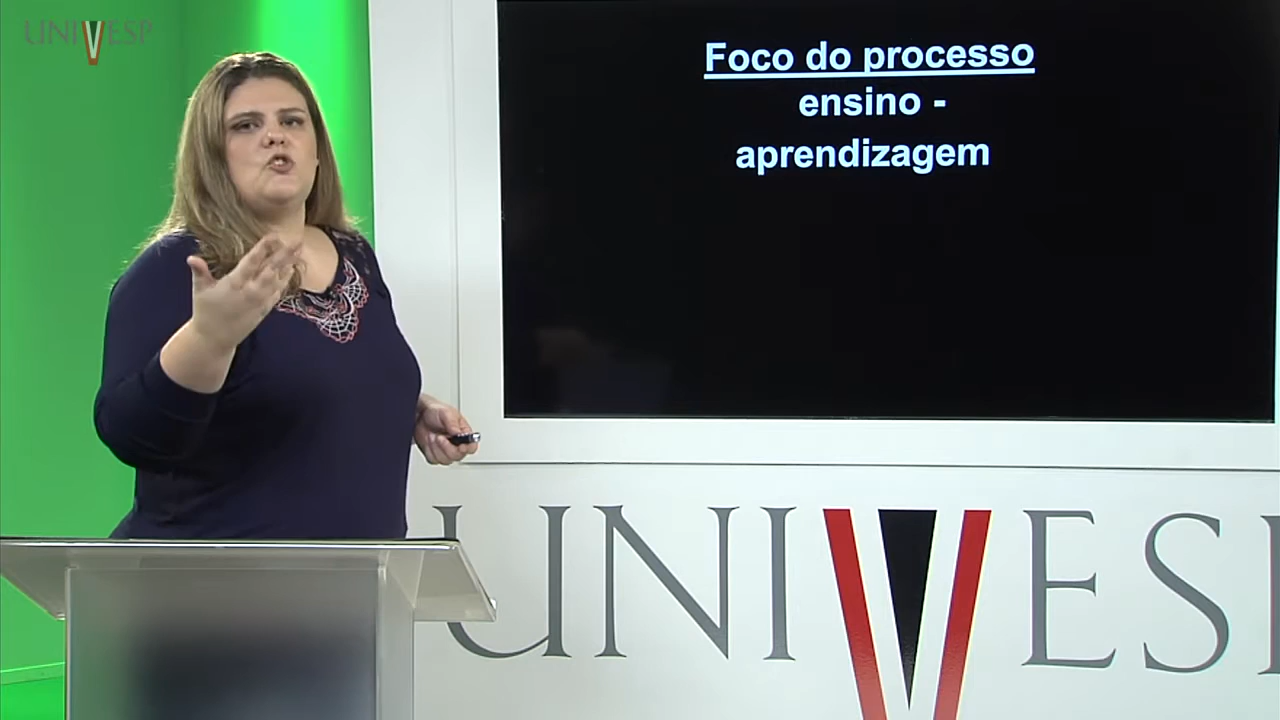 UNIVESP
Foco do processo
ensino -
aprendizagem
UNIVESP